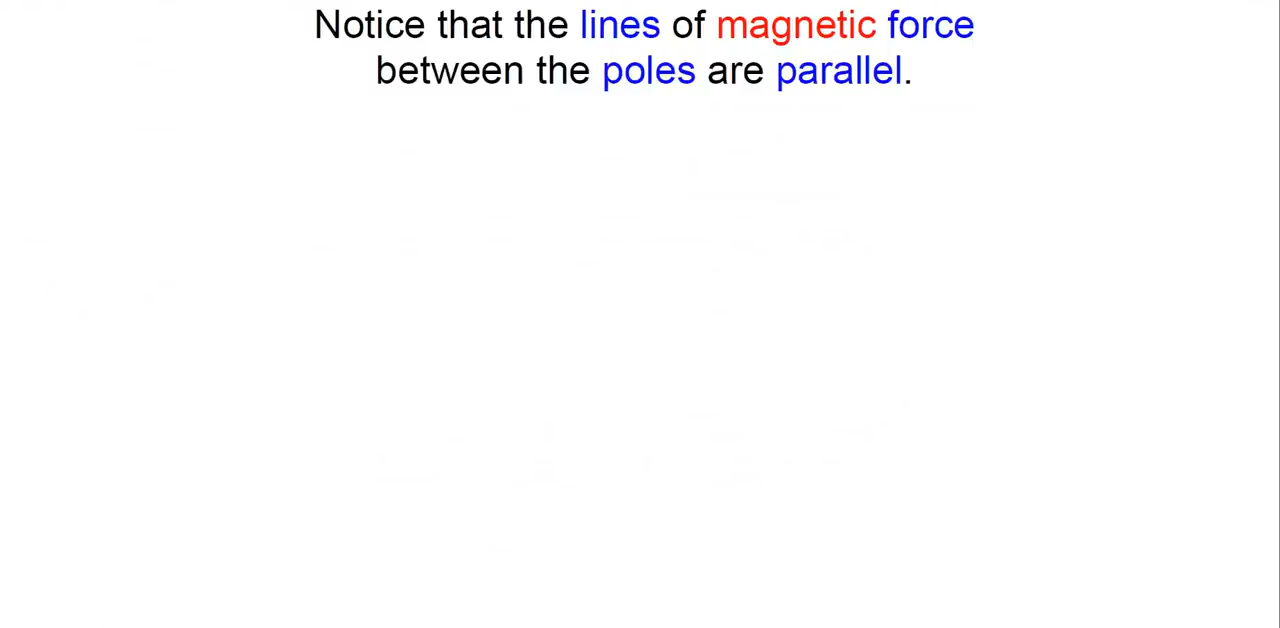 Notice that the lines of magnetic force
between the poles are parallel.